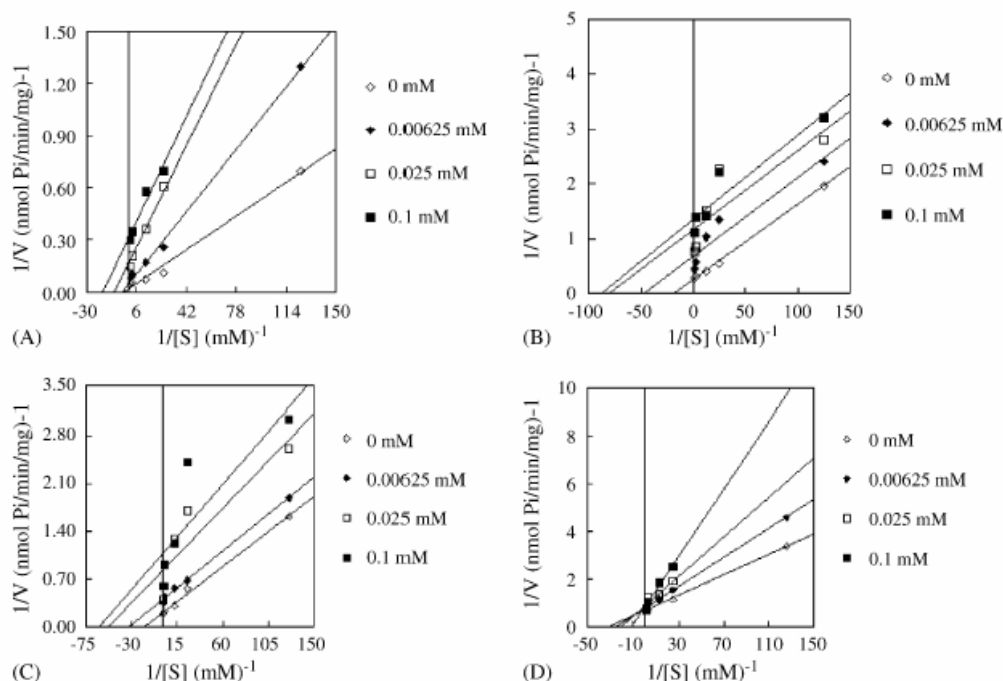 1.50
1.20
0.90
0.60
0.30
0.00
-30 6 42 78 114 150
1/V (nmol Pi/min/mg)-1
1/[S] (mM)-1
(A)
0 mM
0.00625 mM
0.025 mM
0.1 mM
5
4
3
2
1
0
-100 -50 0 50 100 150
1/V (nmol Pi/min/mg)-1
1/[S] (mM)-1
(B)
0 mM
0.00625 mM
0.025 mM
0.1 mM
3.50
2.80
2.10
1.40
0.70
0.00
-75 -30 15 60 105 150
1/V (nmol Pi/min/mg)-1
1/[S] (mM)-1
(C)
0 mM
0.00625 mM
0.025 mM
0.1 mM
10
8
6
4
2
0
-50 -10 30 70 110 150
1/V (nmol Pi/min/mg)-1
1/[S] (mM)-1
(D)
0 mM
0.00625 mM
0.025 mM
0.1 mM